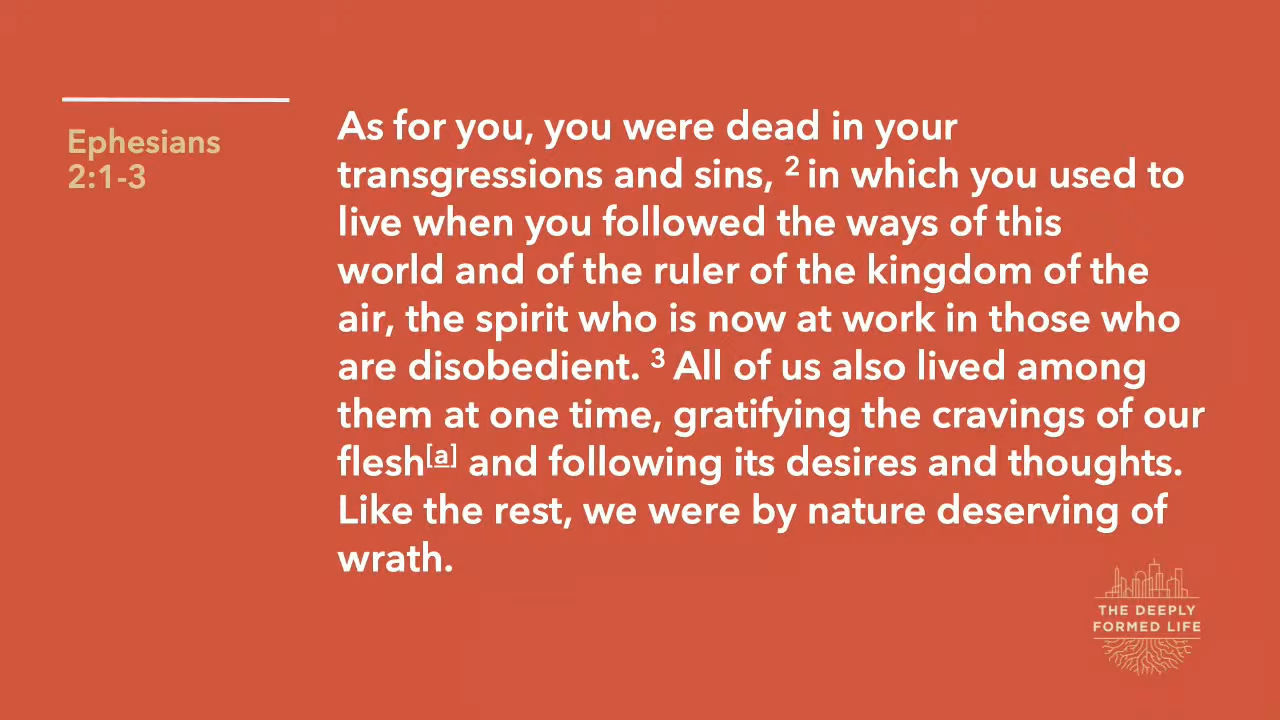 Ephesians
2:1-3
As for you, you were dead in your
transgressions and sins, 2 in which you used to
live when you followed the ways of this
world and of the ruler of the kingdom of the
air, the spirit who is now at work in those who
are disobedient. 3 All of us also lived among
them at one time, gratifying the cravings of our
flesh[a] and following its desires and thoughts.
Like the rest, we were by nature deserving of
wrath.
THE DEEPLY
FORMED LIFE